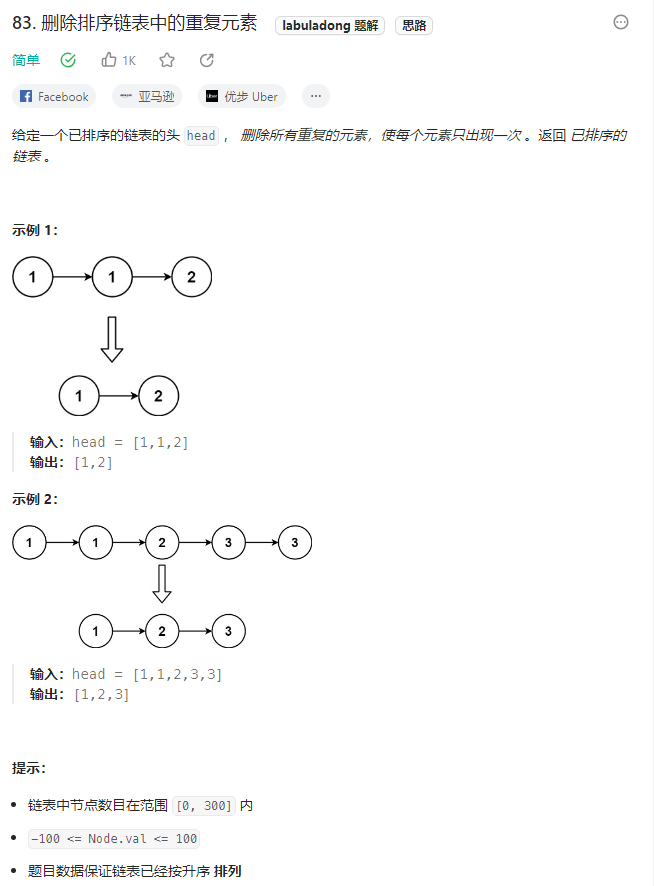 83. 删除排序链表中的重复元素 labuladong 题解 思路
简单 1K
Facebook 亚马逊 Uber 优步 Uber ...
给定一个已排序的链表的头 head ， 删除所有重复的元素，使每个元素只出现一次 。返回 已排序的
链表 。
示例 1：
1 1 2
1 2
输入：head = [1,1,2]
输出：[1,2]
示例 2：
1 1 2 3 3
1 2 3
输入：head = [1,1,2,3,3]
输出：[1,2,3]
提示：
• 链表中节点数目在范围 [0, 300] 内
• -100 <= Node.val <= 100
• 题目数据保证链表已经按升序 排列